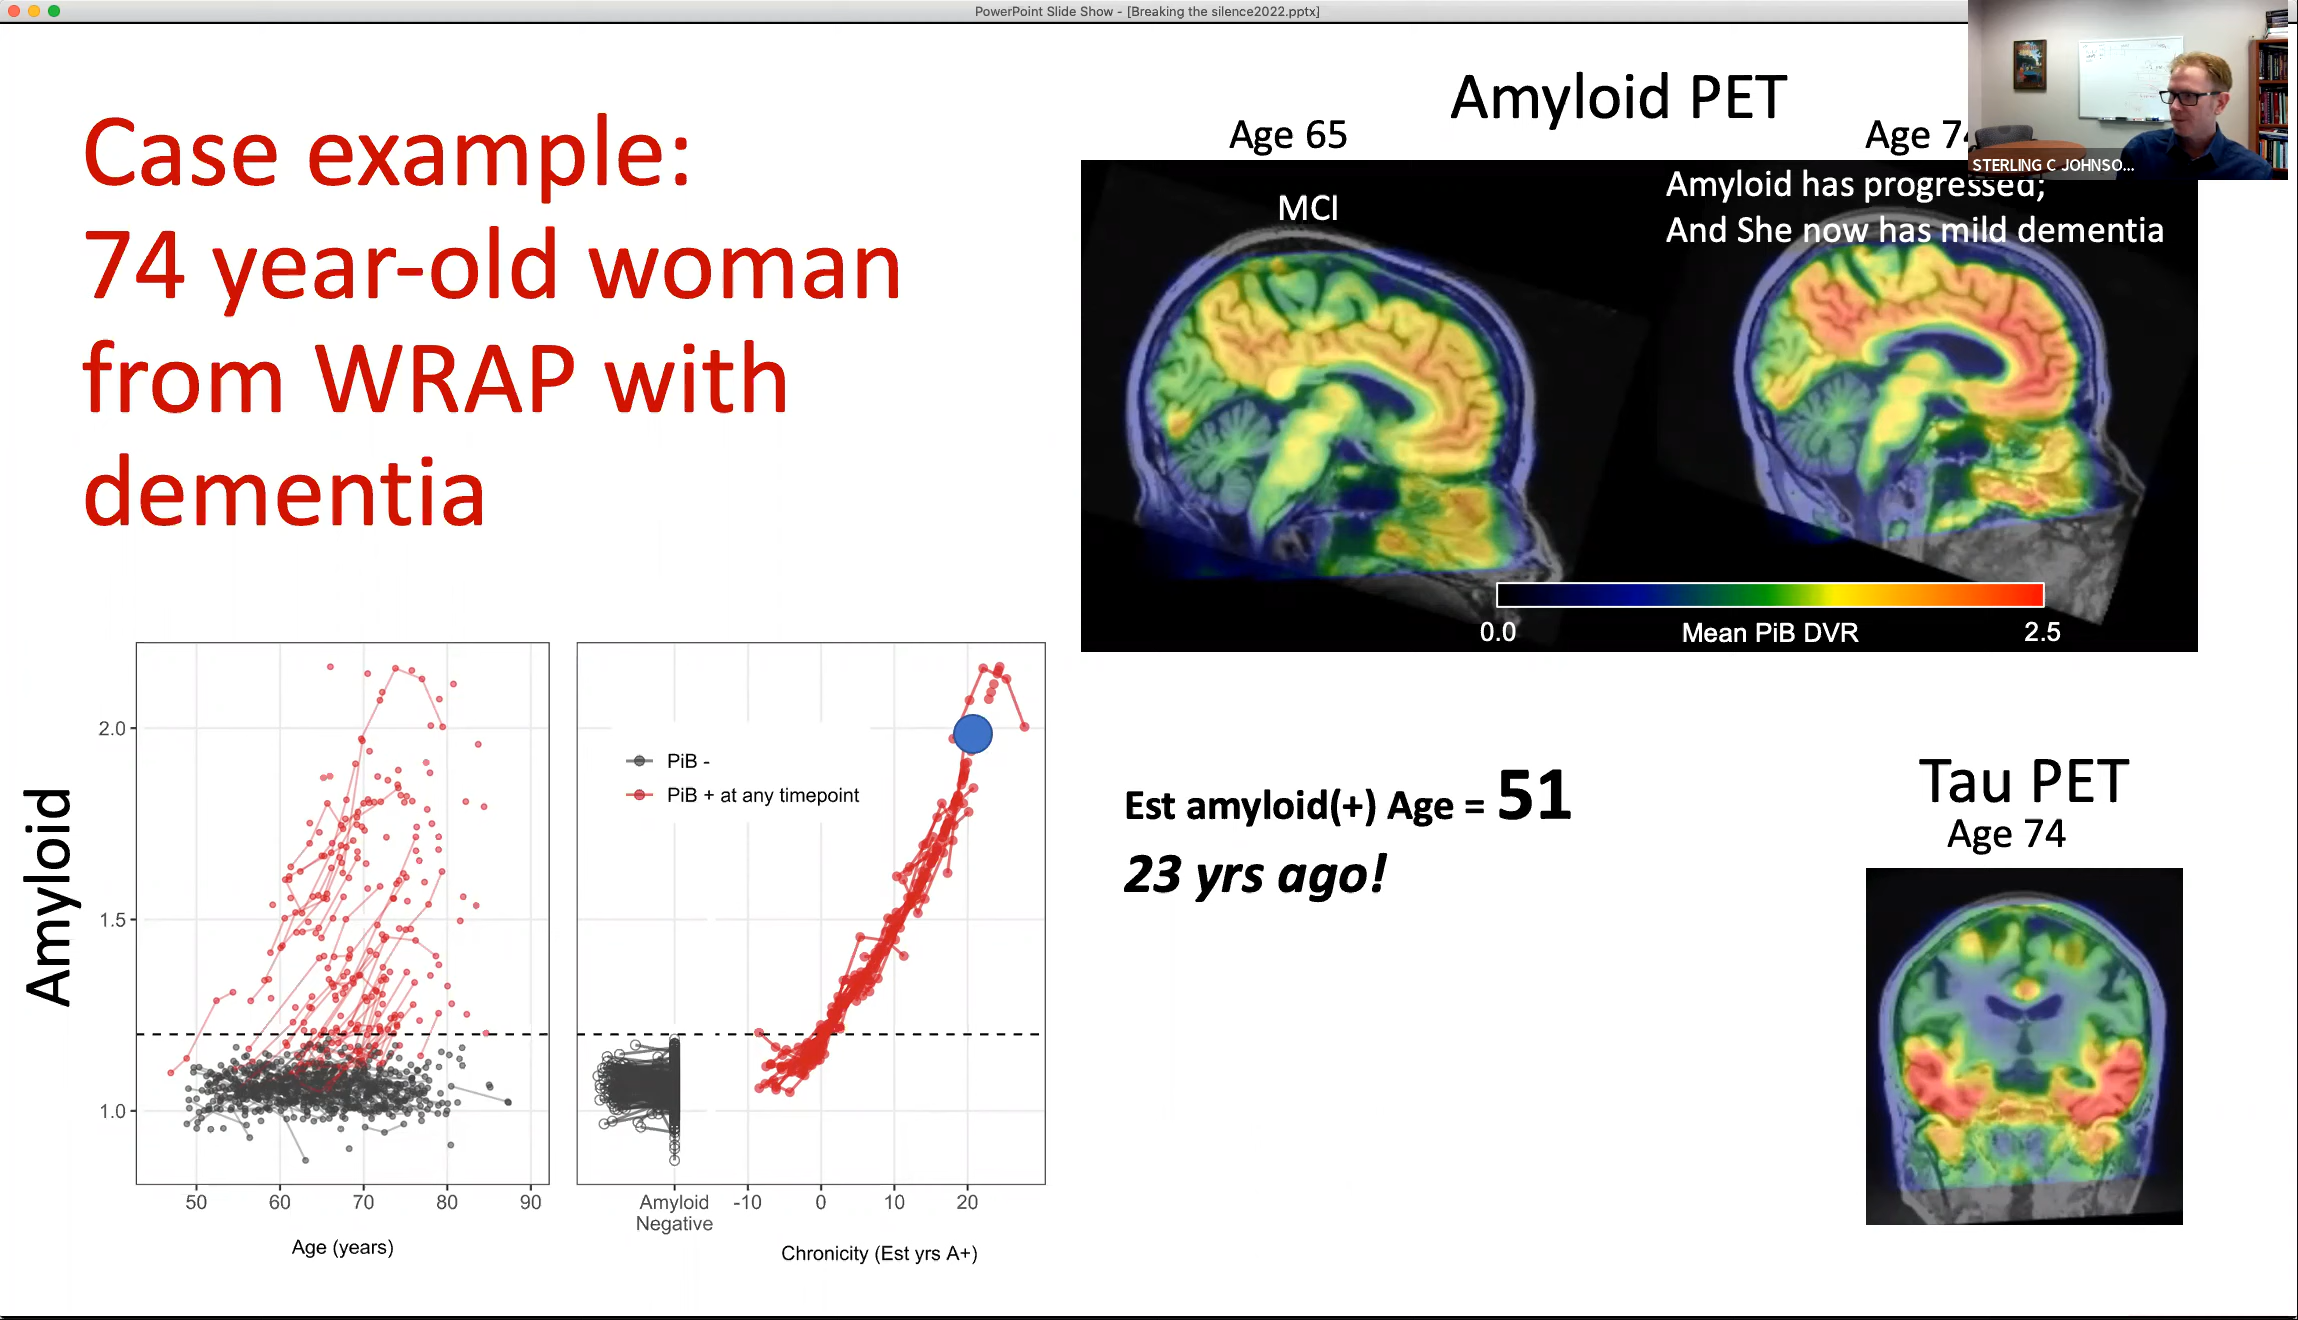 PowerPoint Slide Show - [Breaking the silence2022.pptx]
Case example:
74 year-old woman
from WRAP with
dementia
Amyloid PET
Age 65
Age 74
STERLING C JOHNSO...
MCI
Amyloid has progressed;
And She now has mild dementia
0.0
Mean PiB DVR
2.5
Amyloid
2.0
1.5
1.0
50 60 70 80 90
Age (years)
PiB -
PiB + at any timepoint
Amyloid
Negative
-10 0 10 20
Chronicity (Est yrs A+)
Est amyloid(+) Age = 51
23 yrs ago!
Tau PET
Age 74